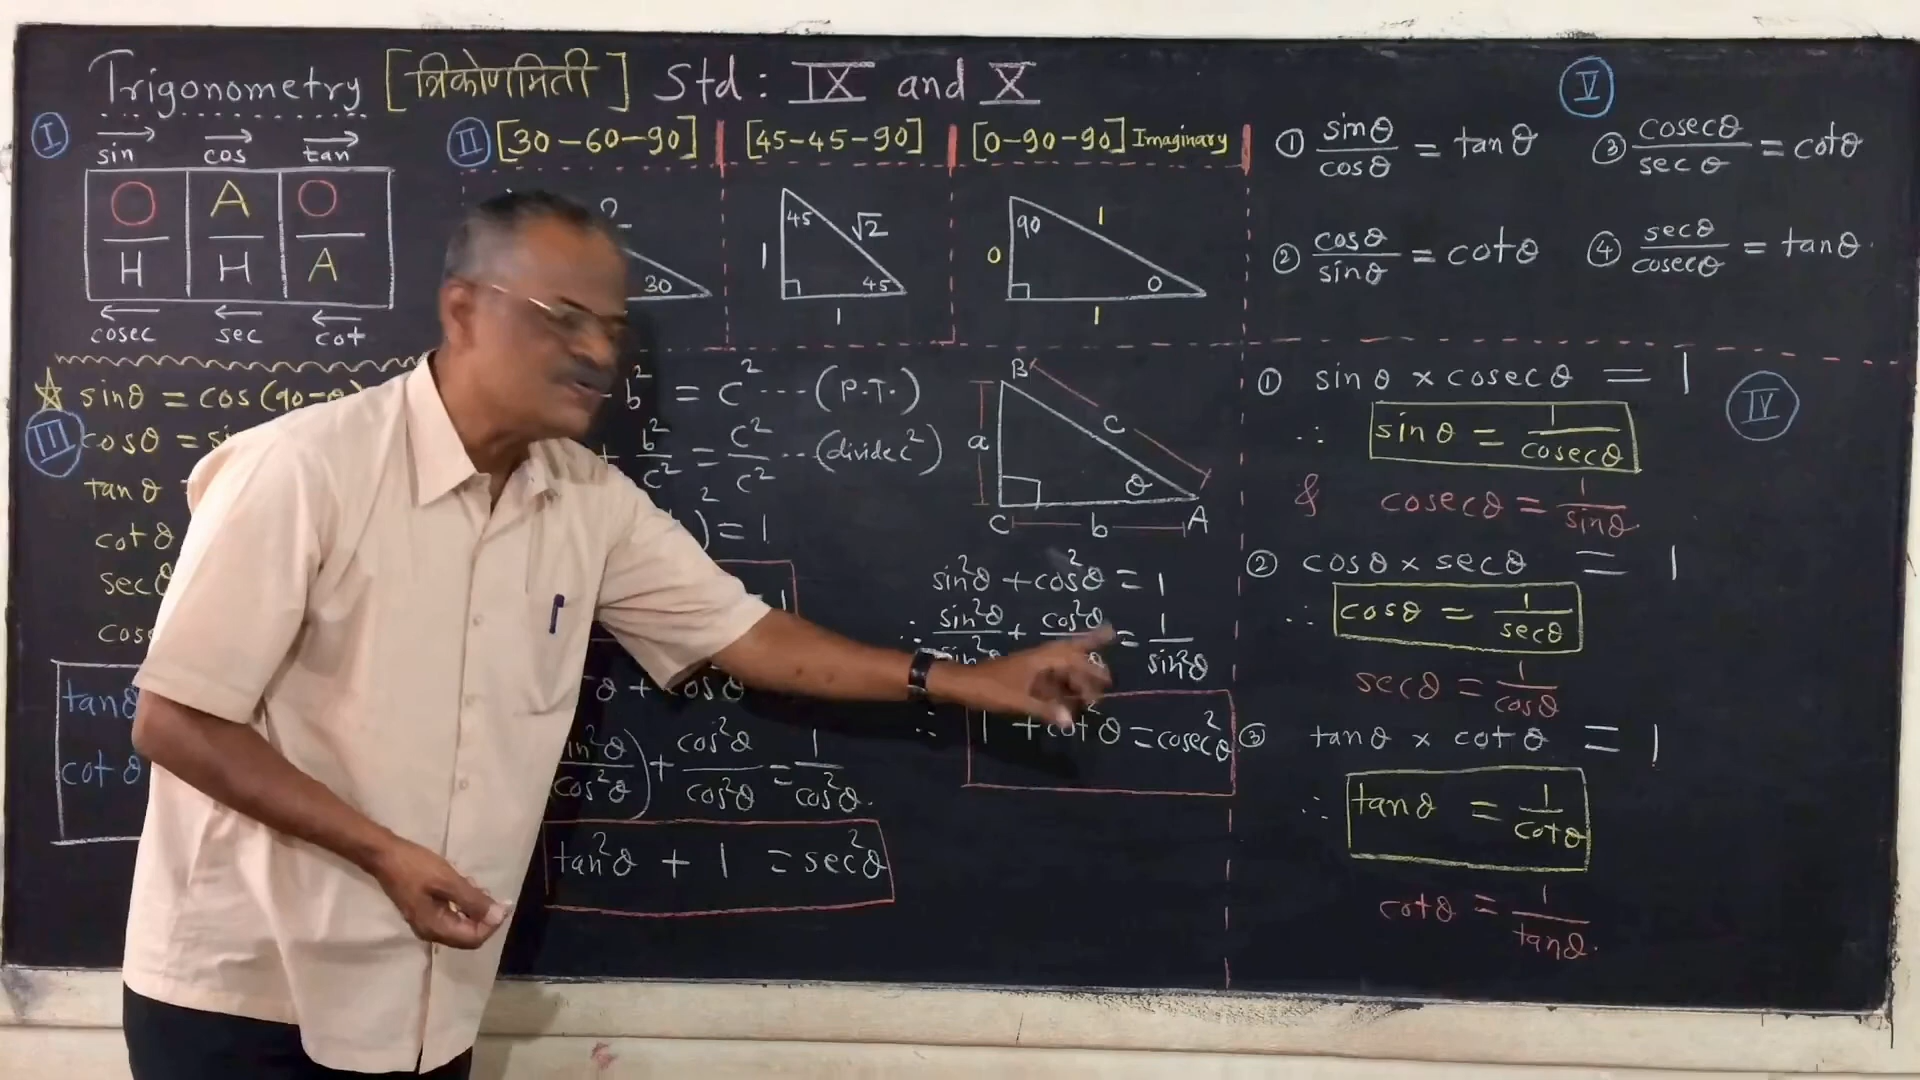 Trigonometry [त्रिकोणमिती] Std : IX and X
I
sin cos tan
O A O
H H A
cosec sec cot
II [30-60-90] [45-45-90] [0-90-90] Imaginary
2
30
45 √2
1
45
1
90 1
0
0
1
V
① sinθ/cosθ = tanθ ③ cosecθ/secθ = cotθ
② cosθ/sinθ = cotθ ④ secθ/cosecθ = tanθ
☆ sinθ = cos(90-θ
III cosθ =
tanθ
cotθ
secθ
tanθ
cotθ
b² = c² --- (P.T.)
+ b²/c² = c²/c² -- (divide c²)
)² = 1
θ + cosθ
cos²θ) + cos²θ/cos²θ = 1/cos²θ.
tan²θ + 1 = sec²θ
B
a c
θ
C b A
sin²θ + cos²θ = 1
∴ sin²θ/sin² + cos²θ = 1/sin²θ
∴ 1 + cot²θ = cosec²θ
IV
① sinθ × cosecθ = 1
∴ sinθ = 1/cosecθ
& cosecθ = 1/sinθ.
② cosθ × secθ = 1
∴ cosθ = 1/secθ
secθ = 1/cosθ
③ tanθ × cotθ = 1
∴ tanθ = 1/cotθ
cotθ = 1/tanθ.